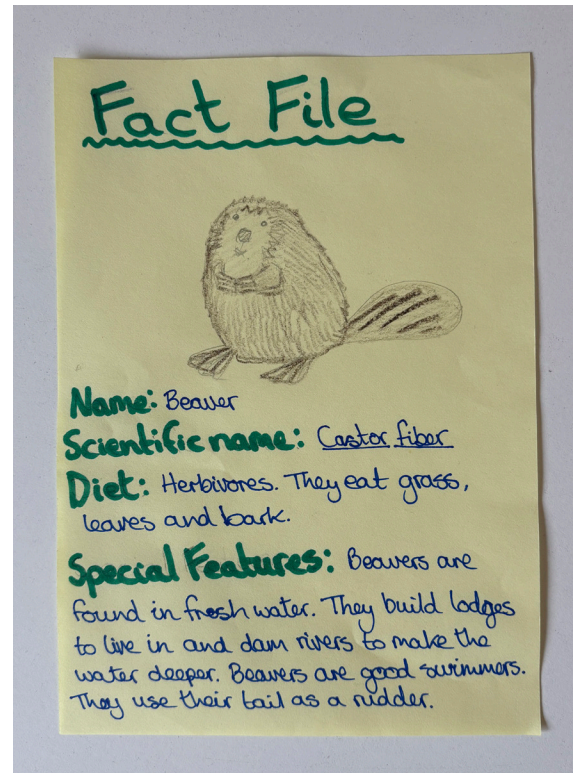 Fact File
Name: Beaver
Scientific name: Castor fiber
Diet: Herbivores. They eat grass,
leaves and bark.
Special Features: Beavers are
found in fresh water. They build lodges
to live in and dam rivers to make the
water deeper. Beavers are good swimmers.
They use their tail as a rudder.